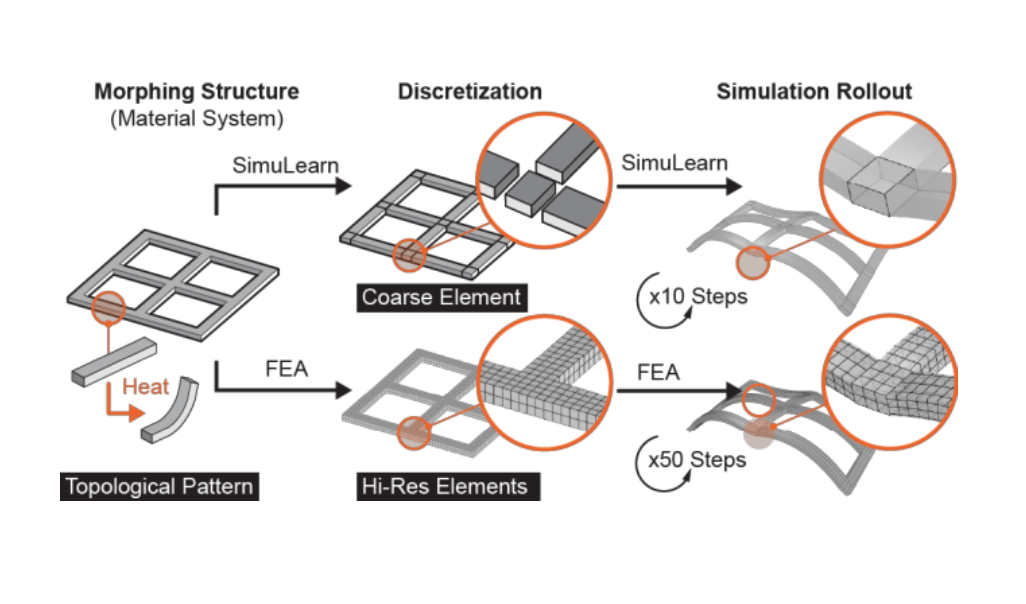 Morphing Structure
(Material System)
Discretization
Simulation Rollout
SimuLearn
SimuLearn
Coarse Element
x10 Steps
Heat
FEA
FEA
x50 Steps
Topological Pattern
Hi-Res Elements